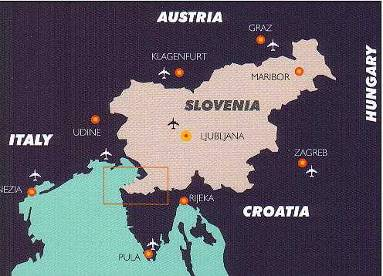 AUSTRIA
GRAZ
KLAGENFURT
MARIBOR
HUNGARY
SLOVENIA
UDINE
LJUBLJANA
ITALY
ZAGREB
NEZIA
RIJEKA
CROATIA
PULA